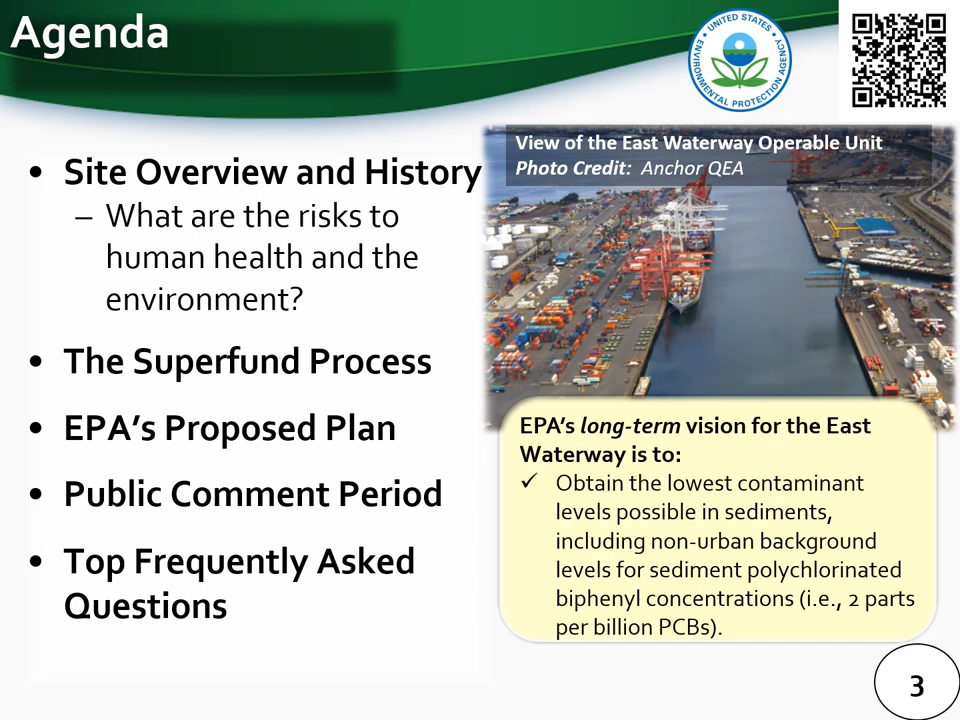 Agenda
UNITED STATES
ENVIRONMENTAL PROTECTION AGENCY
• Site Overview and History
– What are the risks to
human health and the
environment?
• The Superfund Process
• EPA’s Proposed Plan
• Public Comment Period
• Top Frequently Asked
Questions
View of the East Waterway Operable Unit
Photo Credit: Anchor QEA
EPA’s long-term vision for the East
Waterway is to:
✓ Obtain the lowest contaminant
levels possible in sediments,
including non-urban background
levels for sediment polychlorinated
biphenyl concentrations (i.e., 2 parts
per billion PCBs).
3